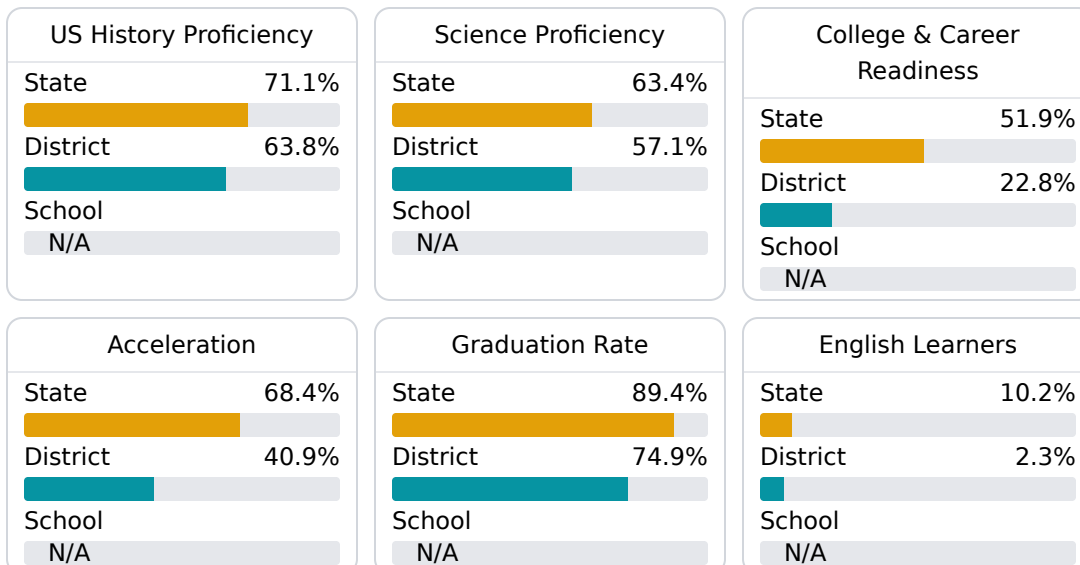 US History Proficiency
State 71.1%
District 63.8%
School
N/A
Science Proficiency
State 63.4%
District 57.1%
School
N/A
College & Career
Readiness
State 51.9%
District 22.8%
School
N/A
Acceleration
State 68.4%
District 40.9%
School
N/A
Graduation Rate
State 89.4%
District 74.9%
School
N/A
English Learners
State 10.2%
District 2.3%
School
N/A